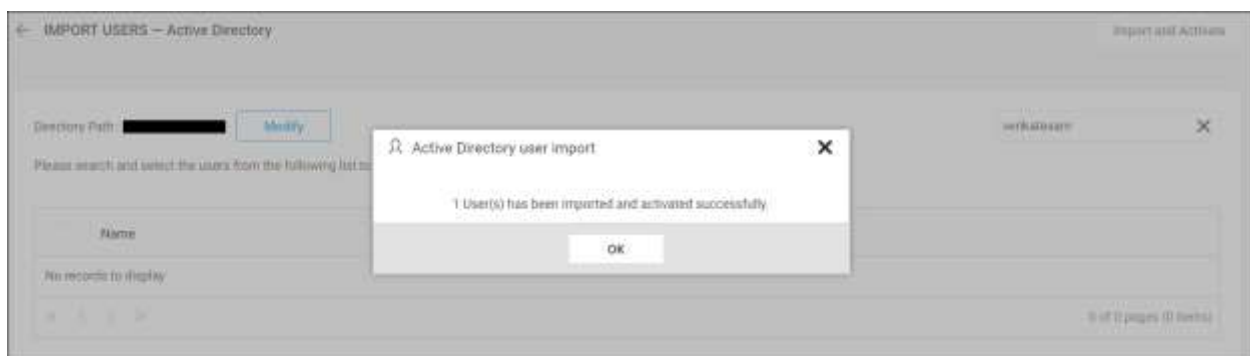 IMPORT USERS — Active Directory
Import and Activate
Directory Path
Modify
Please search and select the users from the following list to
Active Directory user import
1 User(s) has been imported and activated successfully.
OK
Name
No records to display
0 of 0 pages (0 items)